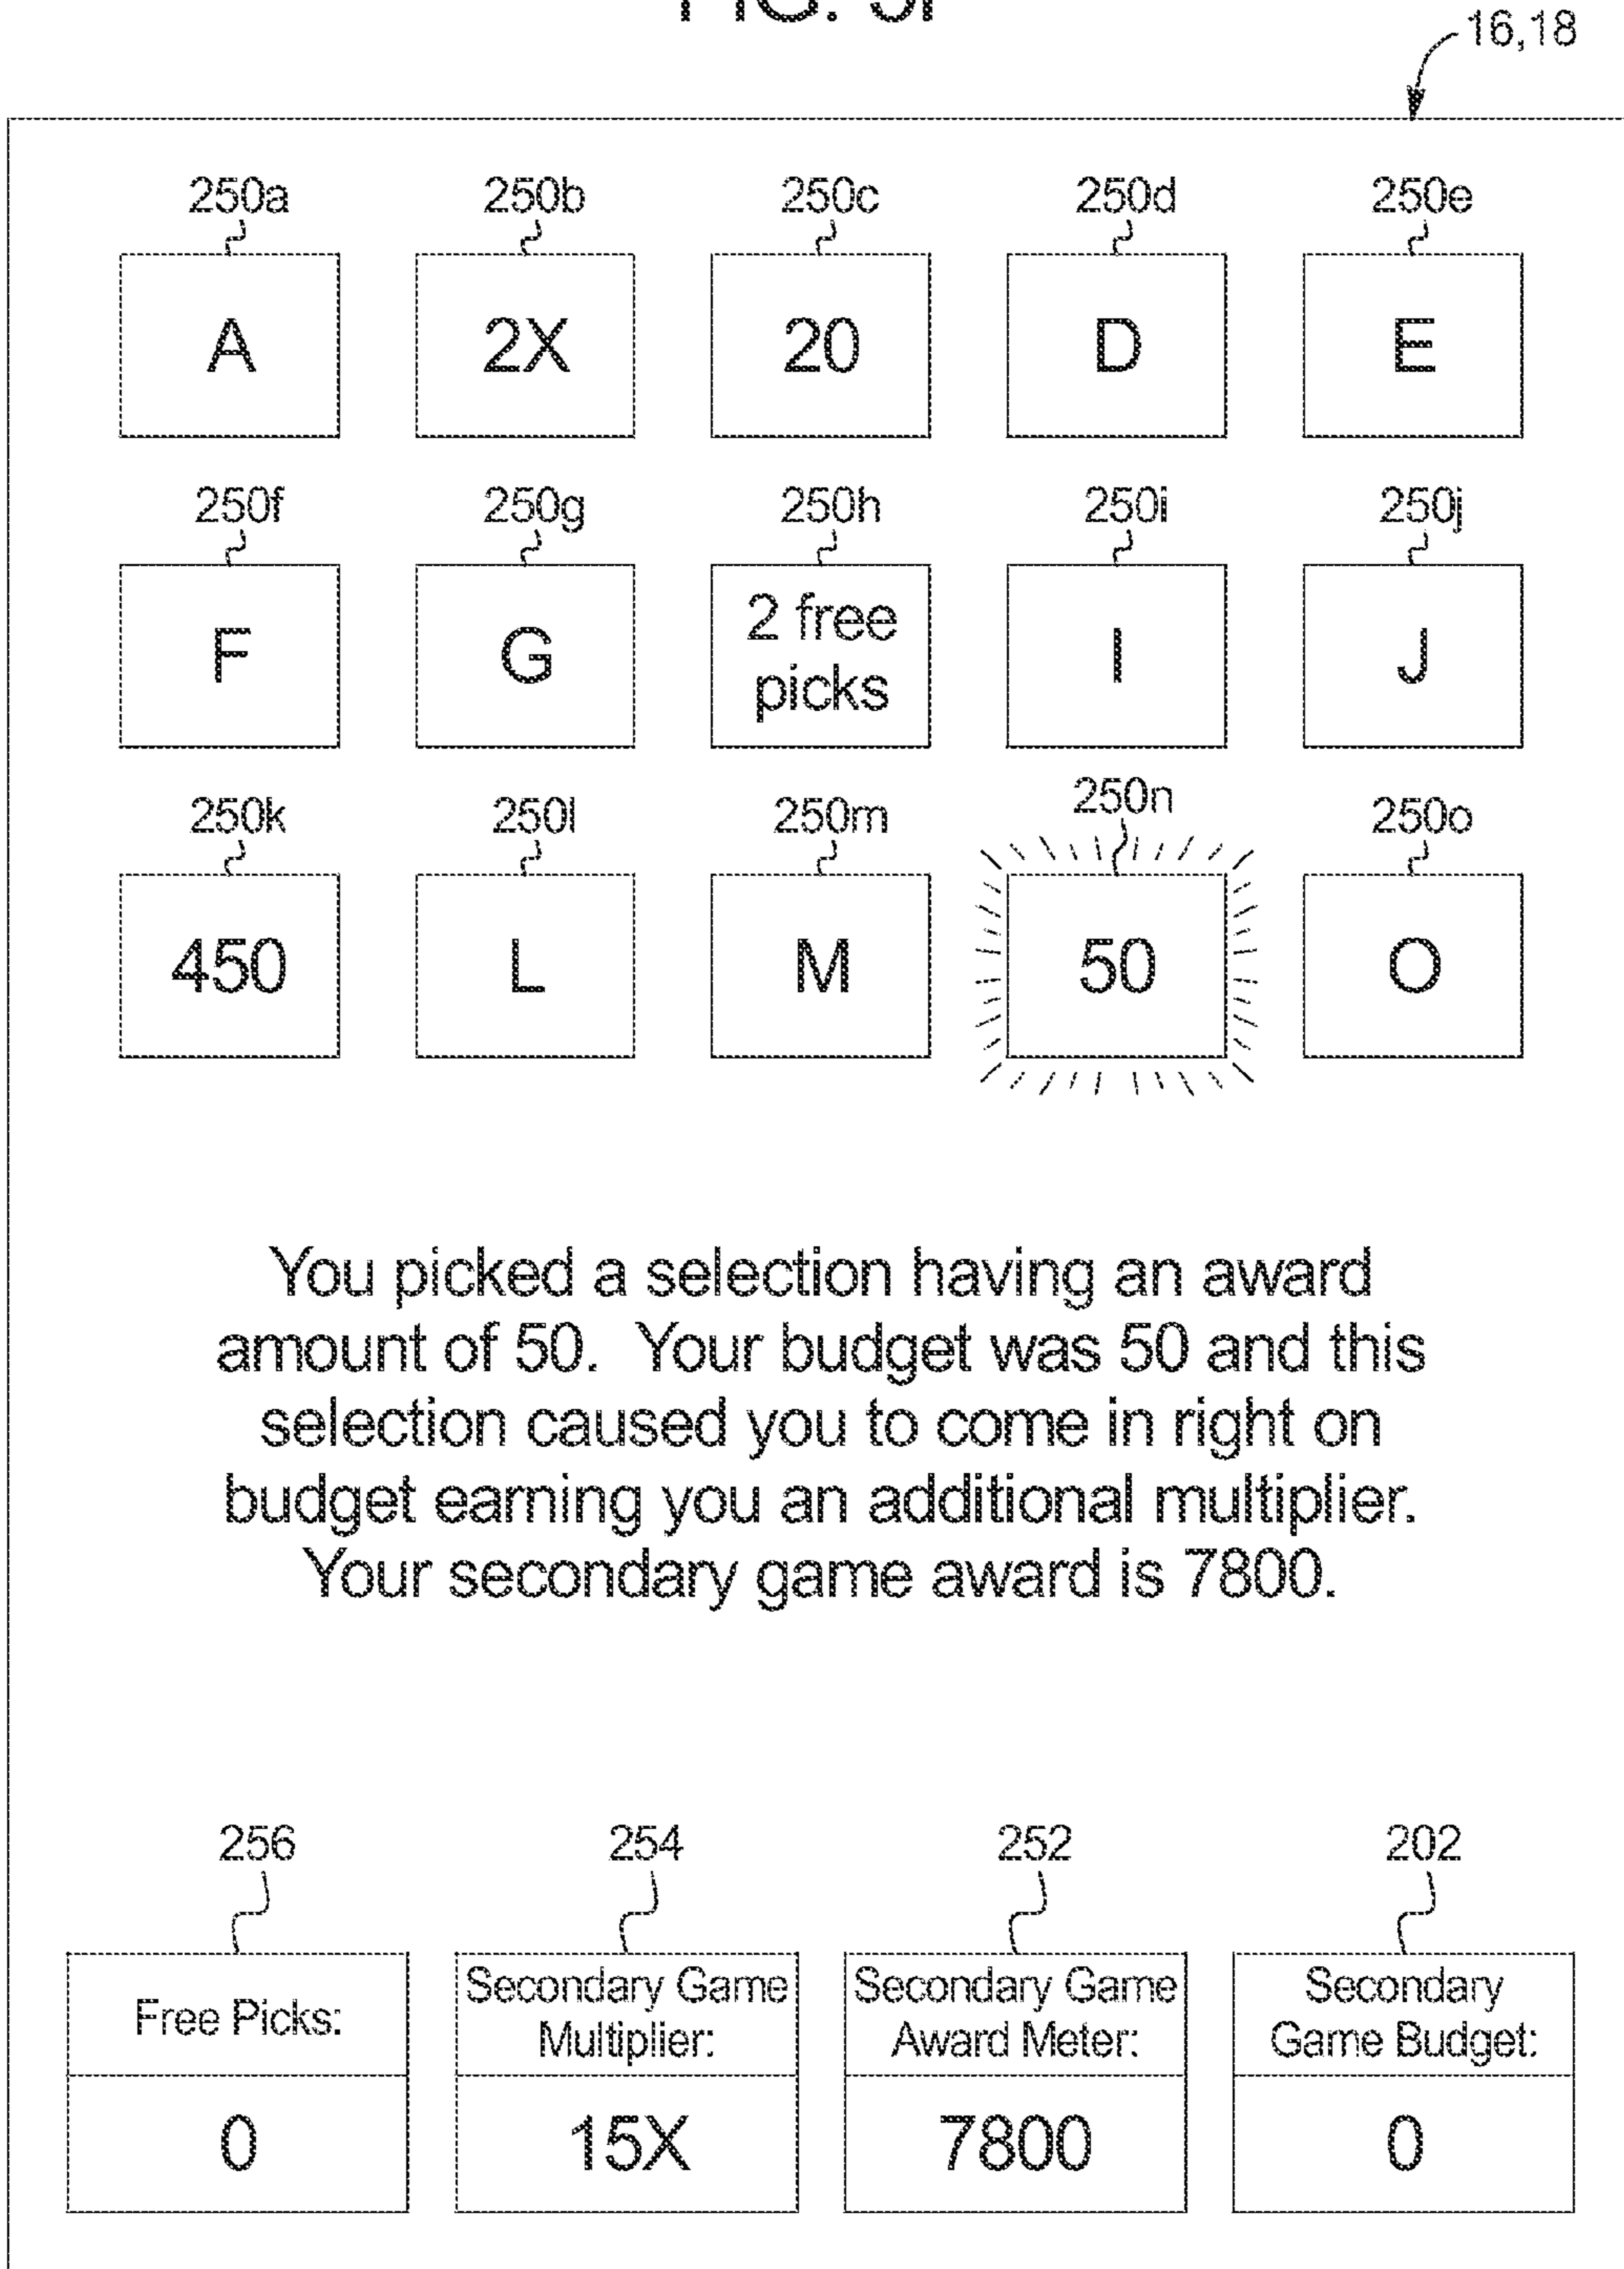 16,18
250a 250b 250c 250d 250e
A 2X 20 D E
250f 250g 250h 250i 250j
F G 2 free picks I J
250k 250l 250m 250n 250o
450 L M 50 O
You picked a selection having an award
amount of 50. Your budget was 50 and this
selection caused you to come in right on
budget earning you an additional multiplier.
Your secondary game award is 7800.
256 254 252 202
Free Picks: Secondary Game Multiplier: Secondary Game Award Meter: Secondary Game Budget:
0 15X 7800 0